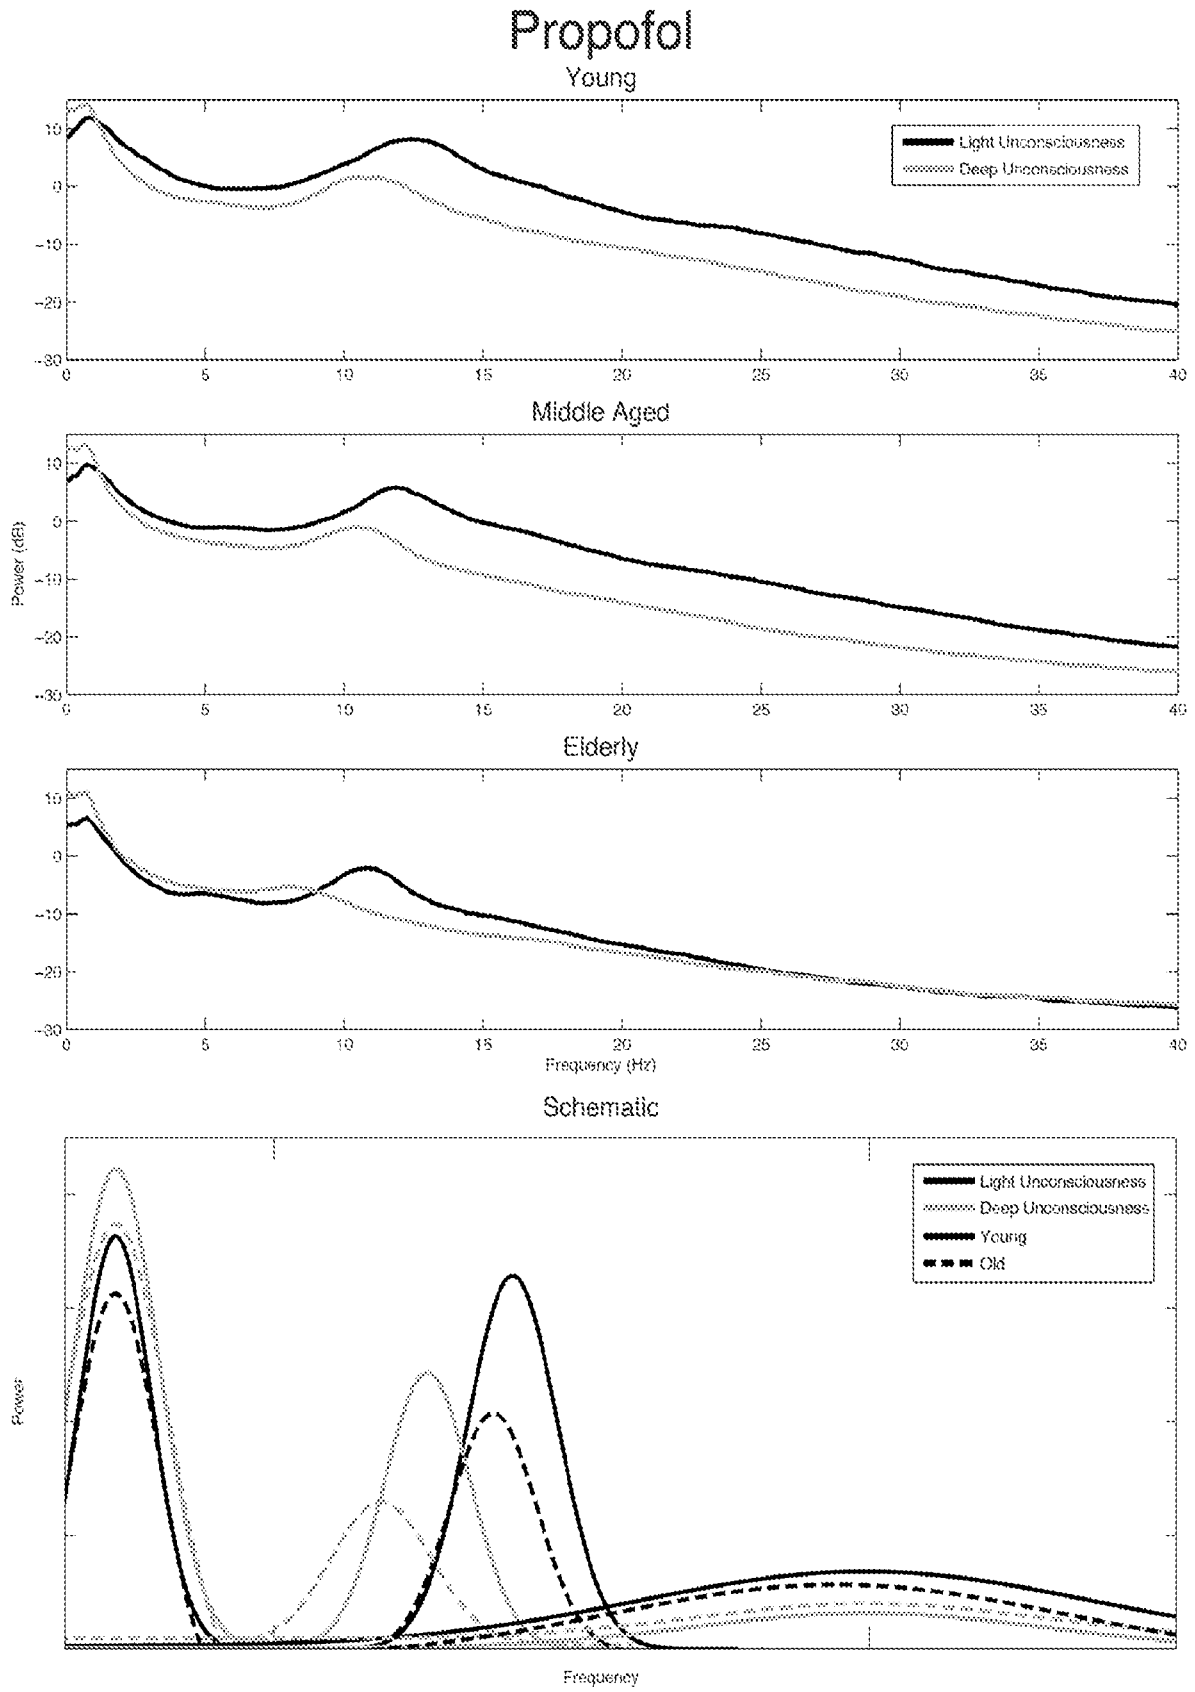 Propofol
Young
Light Unconsciousness
Deep Unconsciousness
10
0
-10
-20
-30
0 5 10 15 20 25 30 35 40
Middle Aged
10
0
-10
-20
-30
0 5 10 15 20 25 30 35 40
Power (dB)
Elderly
10
0
-10
-20
-30
0 5 10 15 20 25 30 35 40
Frequency (Hz)
Schematic
Light Unconsciousness
Deep Unconsciousness
Young
Old
Power
Frequency